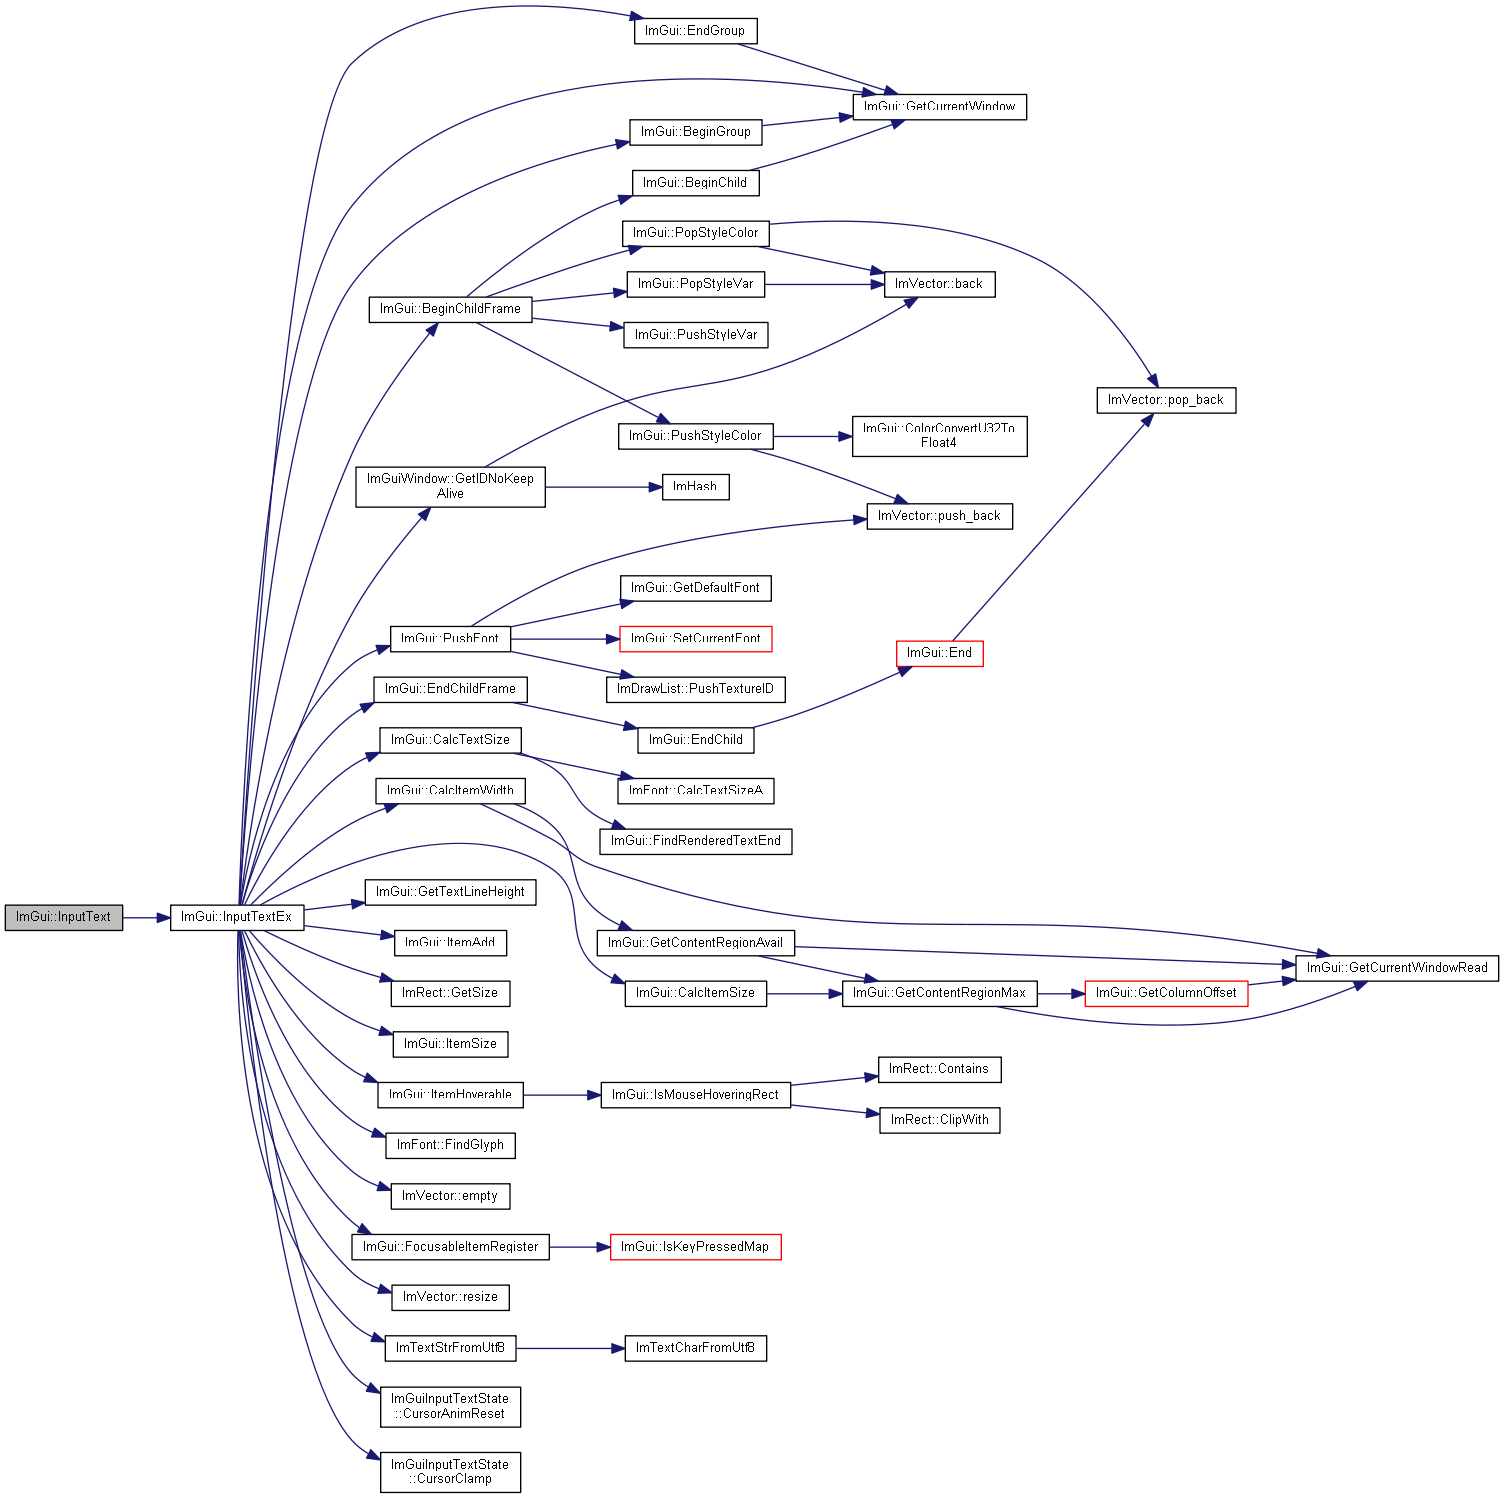 ImGui::EndGroup
ImGui::GetCurrentWindow
ImGui::BeginGroup
ImGui::BeginChild
ImGui::PopStyleColor
ImGui::PopStyleVar
ImVector::back
ImGui::BeginChildFrame
ImGui::PushStyleVar
ImVector::pop_back
ImGui::PushStyleColor
ImGui::ColorConvertU32To
Float4
ImGuiWindow::GetIDNoKeep
Alive
ImHash
ImVector::push_back
ImGui::GetDefaultFont
ImGui::PushFont
ImGui::SetCurrentFont
ImGui::End
ImGui::EndChildFrame
ImDrawList::PushTextureID
ImGui::CalcTextSize
ImGui::EndChild
ImGui::CalcItemWidth
ImFont::CalcTextSizeA
ImGui::FindRenderedTextEnd
ImGui::GetTextLineHeight
ImGui::InputText
ImGui::InputTextEx
ImGui::ItemAdd
ImGui::GetContentRegionAvail
ImGui::GetCurrentWindowRead
ImRect::GetSize
ImGui::CalcItemSize
ImGui::GetContentRegionMax
ImGui::GetColumnOffset
ImGui::ItemSize
ImRect::Contains
ImGui::ItemHoverable
ImGui::IsMouseHoveringRect
ImRect::ClipWith
ImFont::FindGlyph
ImVector::empty
ImGui::FocusableItemRegister
ImGui::IsKeyPressedMap
ImVector::resize
ImTextStrFromUtf8
ImTextCharFromUtf8
ImGuiInputTextState
::CursorAnimReset
ImGuiInputTextState
::CursorClamp